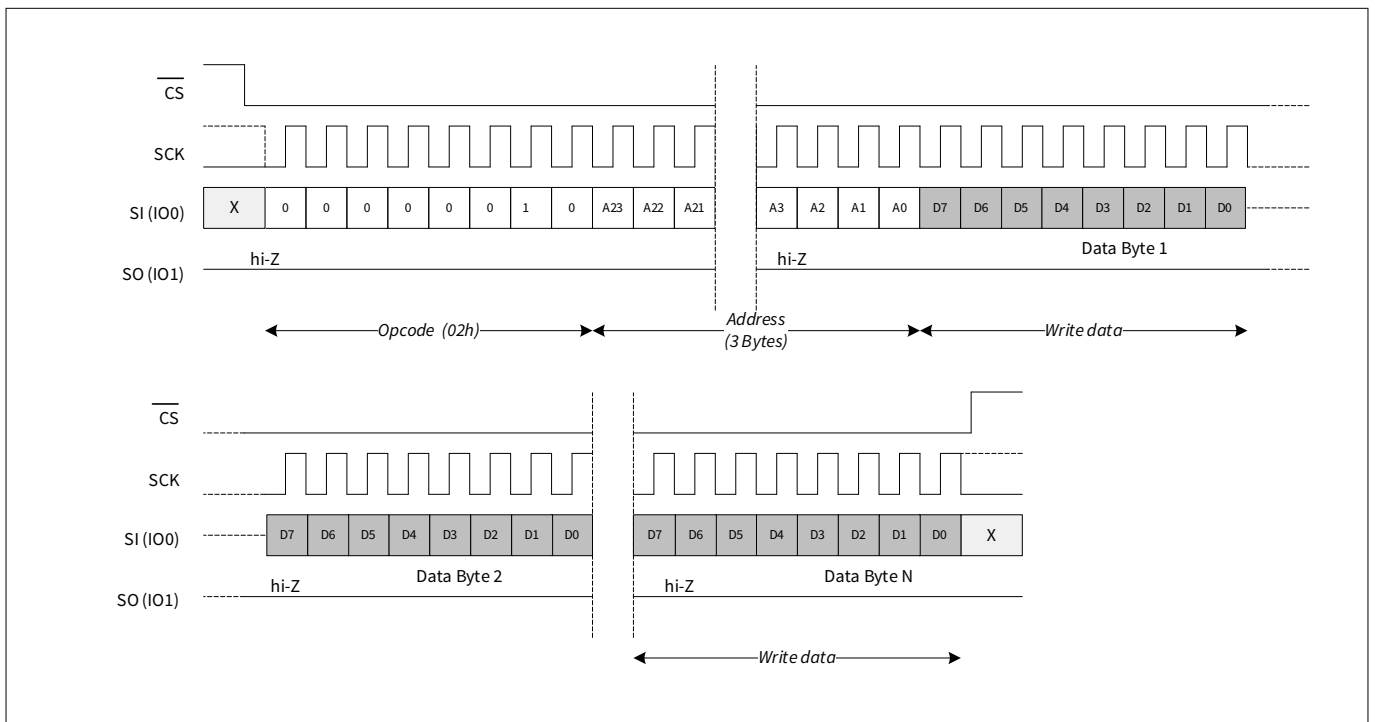 CS
SCK
SI (IO0) X 0 0 0 0 0 0 1 0 A23 A22 A21 A3 A2 A1 A0 D7 D6 D5 D4 D3 D2 D1 D0
hi-Z hi-Z Data Byte 1
SO (IO1)
Opcode (02h) Address (3 Bytes) Write data
CS
SCK
SI (IO0) D7 D6 D5 D4 D3 D2 D1 D0 D7 D6 D5 D4 D3 D2 D1 D0 X
hi-Z Data Byte 2 hi-Z Data Byte N
SO (IO1)
Write data